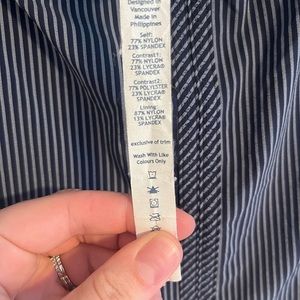 Designed in
Vancouver
Made in
Philippines
Self:
77% NYLON
23% SPANDEX
Contrast1:
77% NYLON
23% LYCRA®
SPANDEX
Contrast2:
77% POLYESTER
23% LYCRA®
SPANDEX
Lining:
87% NYLON
13% LYCRA®
SPANDEX
exclusive of trim
Wash With Like
Colours Only